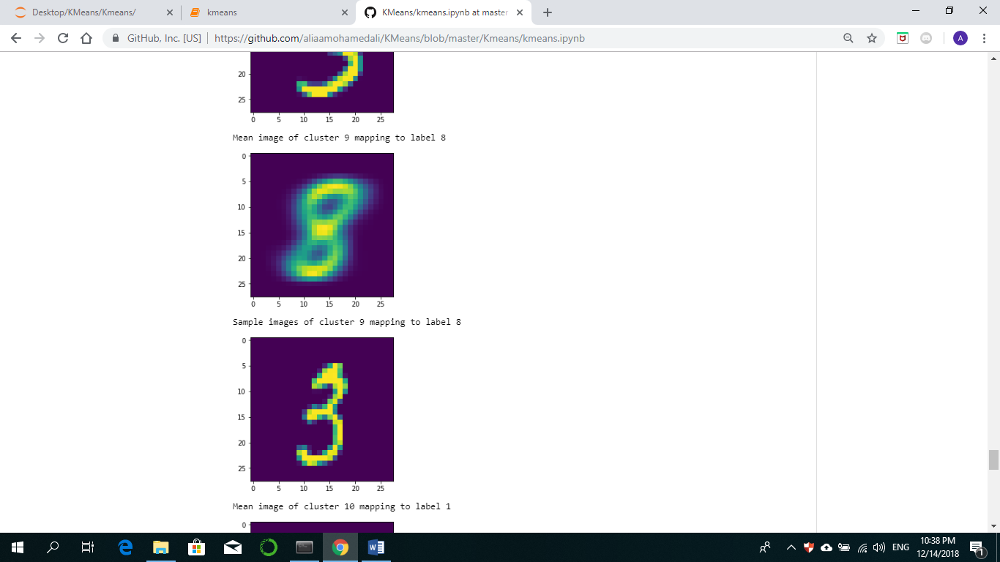 Desktop/KMeans/Kmeans/
kmeans
KMeans/kmeans.ipynb at master
GitHub, Inc. [US]
https://github.com/aliaamohamedali/KMeans/blob/master/Kmeans/kmeans.ipynb
A
20
25
0 5 10 15 20 25
Mean image of cluster 9 mapping to label 8
0
5
10
15
20
25
0 5 10 15 20 25
Sample images of cluster 9 mapping to label 8
0
5
10
15
20
25
0 5 10 15 20 25
Mean image of cluster 10 mapping to label 1
0
ENG
10:38 PM
12/14/2018
1